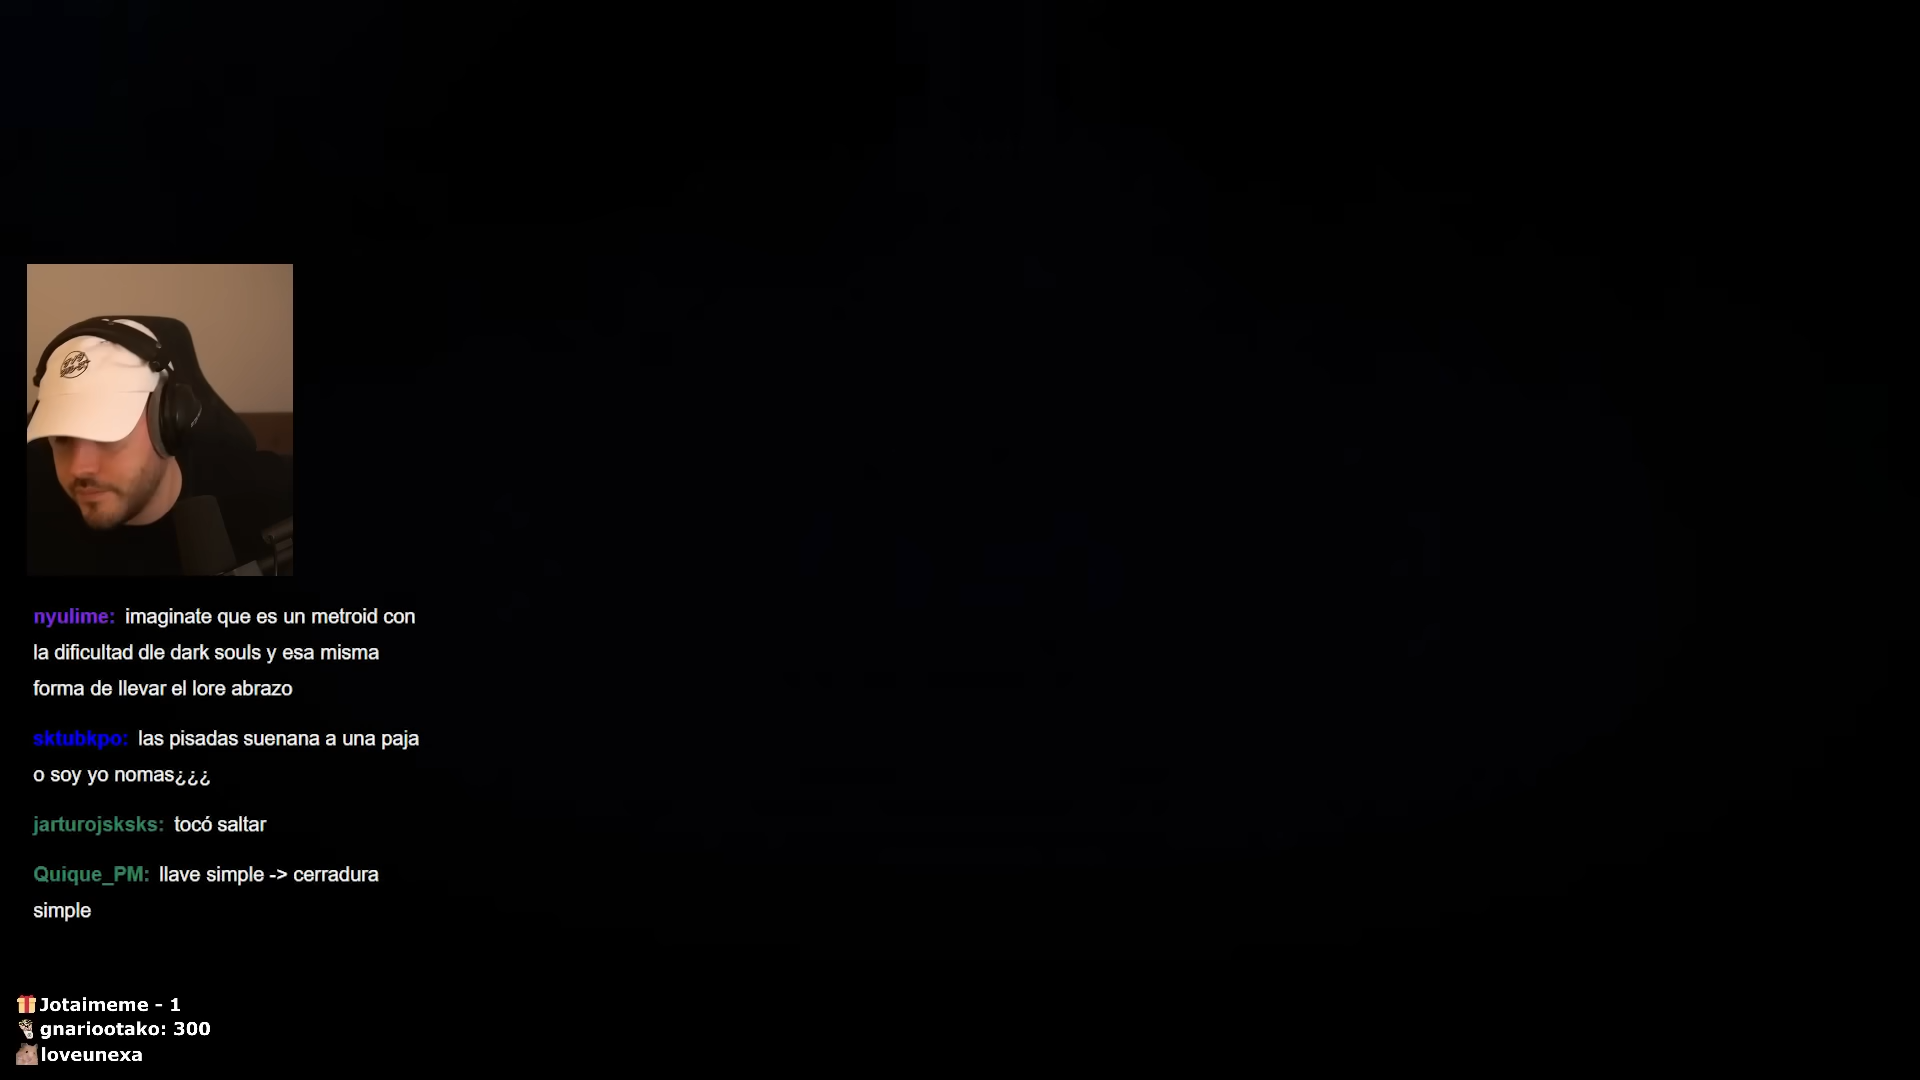 nyulime: imaginate que es un metroid con
la dificultad dle dark souls y esa misma
forma de llevar el lore abrazo
sktubkpo: las pisadas suenana a una paja
o soy yo nomas¿¿¿
jarturojsksks: tocó saltar
Quique_PM: llave simple -> cerradura
simple
Jotaimeme - 1
gnariootako: 300
loveunexa